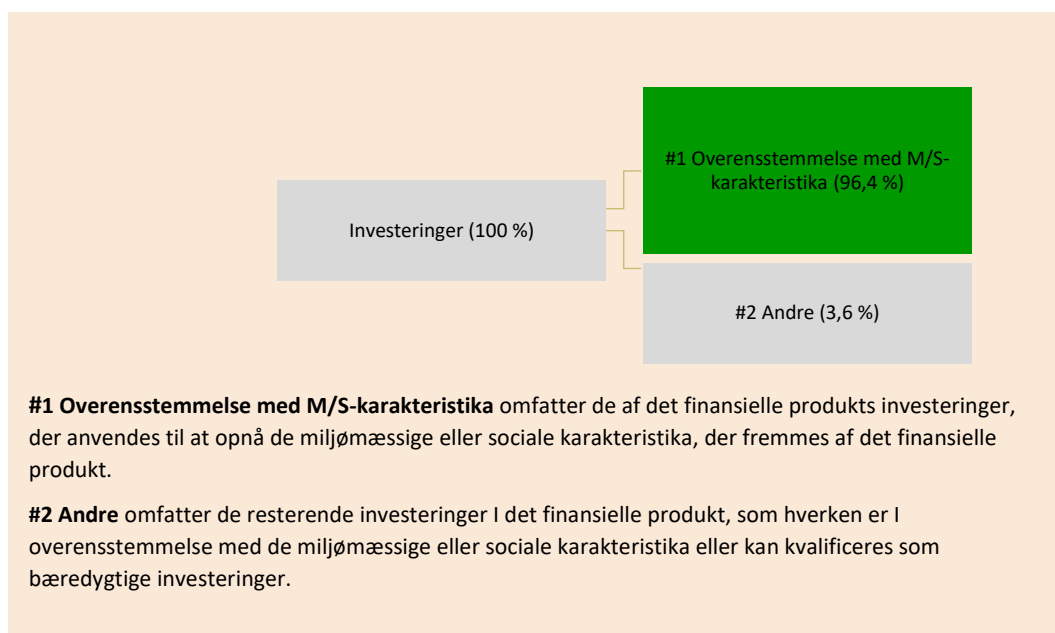 #1 Overensstemmelse med M/S-
karakteristika (96,4 %)
Investeringer (100 %)
#2 Andre (3,6 %)
#1 Overensstemmelse med M/S-karakteristika omfatter de af det finansielle produkts investeringer,
der anvendes til at opnå de miljømæssige eller sociale karakteristika, der fremmes af det finansielle
produkt.
#2 Andre omfatter de resterende investeringer I det finansielle produkt, som hverken er I
overensstemmelse med de miljømæssige eller sociale karakteristika eller kan kvalificeres som
bæredygtige investeringer.